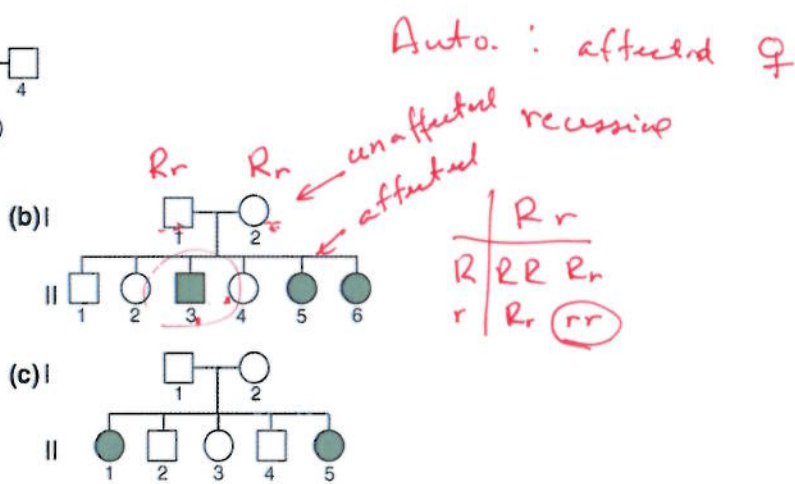 Auto. : affected ♀
4
unaffected
recessive
affected
Rr Rr
(b) I
1 2
II
1 2 3 4 5 6
R r
R RR Rr
r Rr rr
(c) I
1 2
II
1 2 3 4 5